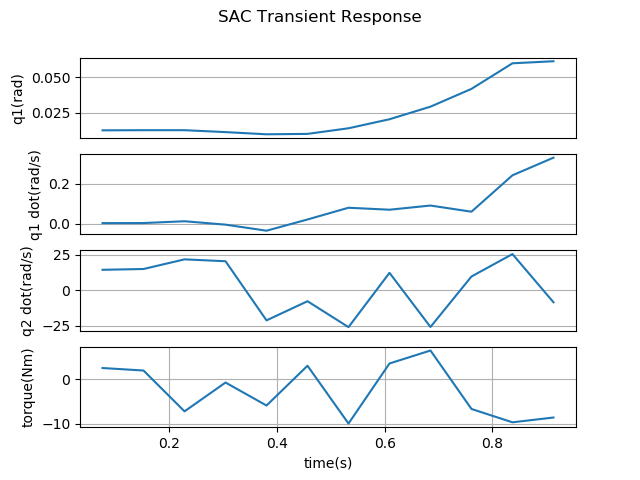 SAC Transient Response
q1(rad)
0.050
0.025
q1 dot(rad/s)
0.2
0.0
q2 dot(rad/s)
25
0
−25
torque(Nm)
0
−10
0.2 0.4 0.6 0.8
time(s)